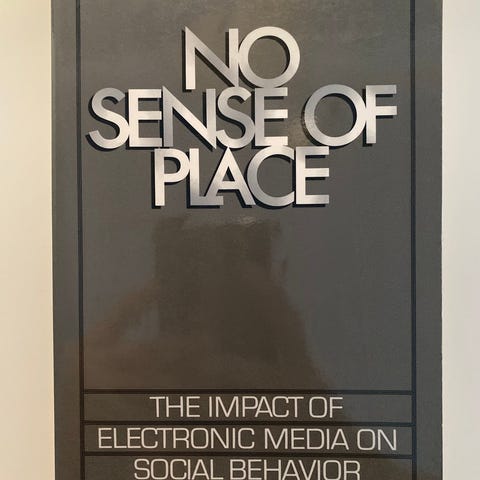 NO
SENSE OF
PLACE
THE IMPACT OF
ELECTRONIC MEDIA ON
SOCIAL BEHAVIOR